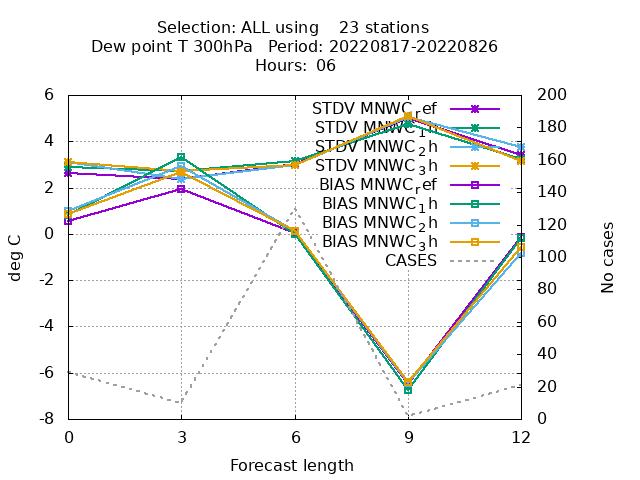 Selection: ALL using 23 stations
Dew point T 300hPa Period: 20220817-20220826
Hours: 06
6
4
2
0
-2
-4
-6
-8
deg C
200
180
160
140
120
100
80
60
40
20
0
No cases
STDV MNWC_ref
STDV MNWC_1h
STDV MNWC_2h
STDV MNWC_3h
BIAS MNWC_ref
BIAS MNWC_1h
BIAS MNWC_2h
BIAS MNWC_3h
CASES
0 3 6 9 12
Forecast length